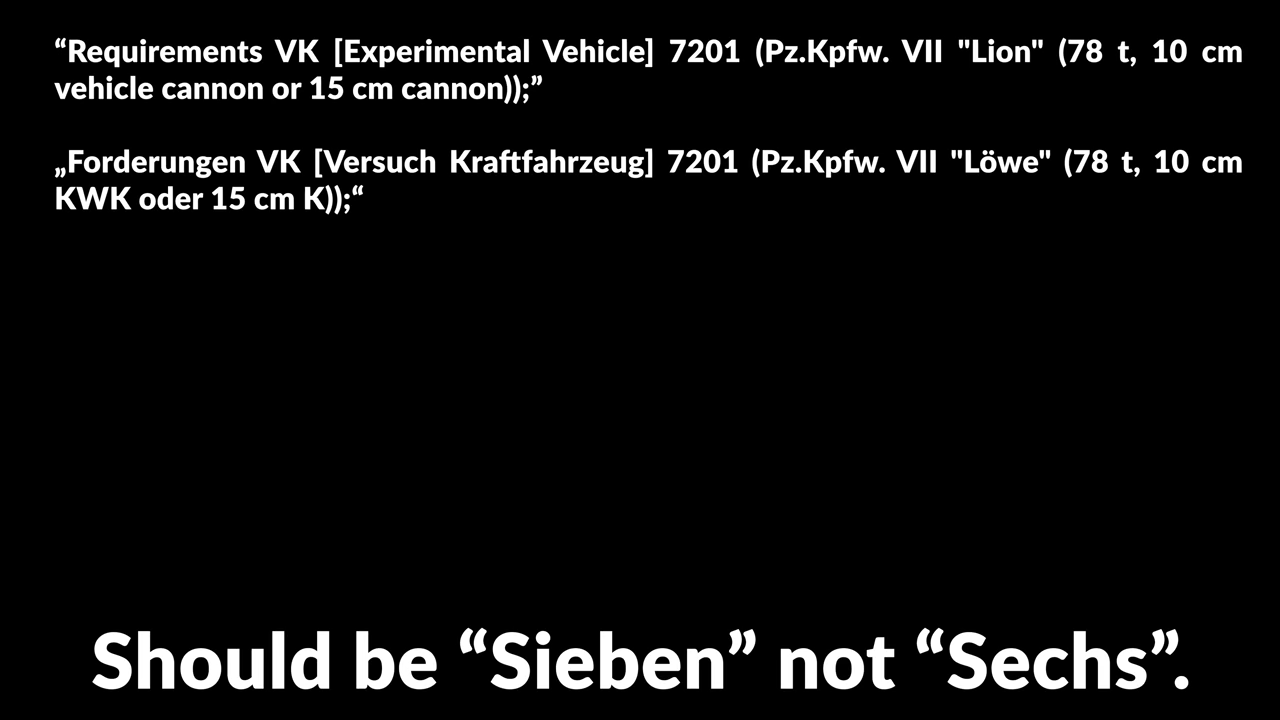 “Requirements VK [Experimental Vehicle] 7201 (Pz.Kpfw. VII "Lion" (78 t, 10 cm
vehicle cannon or 15 cm cannon));”
„Forderungen VK [Versuch Kraftfahrzeug] 7201 (Pz.Kpfw. VII "Löwe" (78 t, 10 cm
KWK oder 15 cm K));“
Should be “Sieben” not “Sechs”.